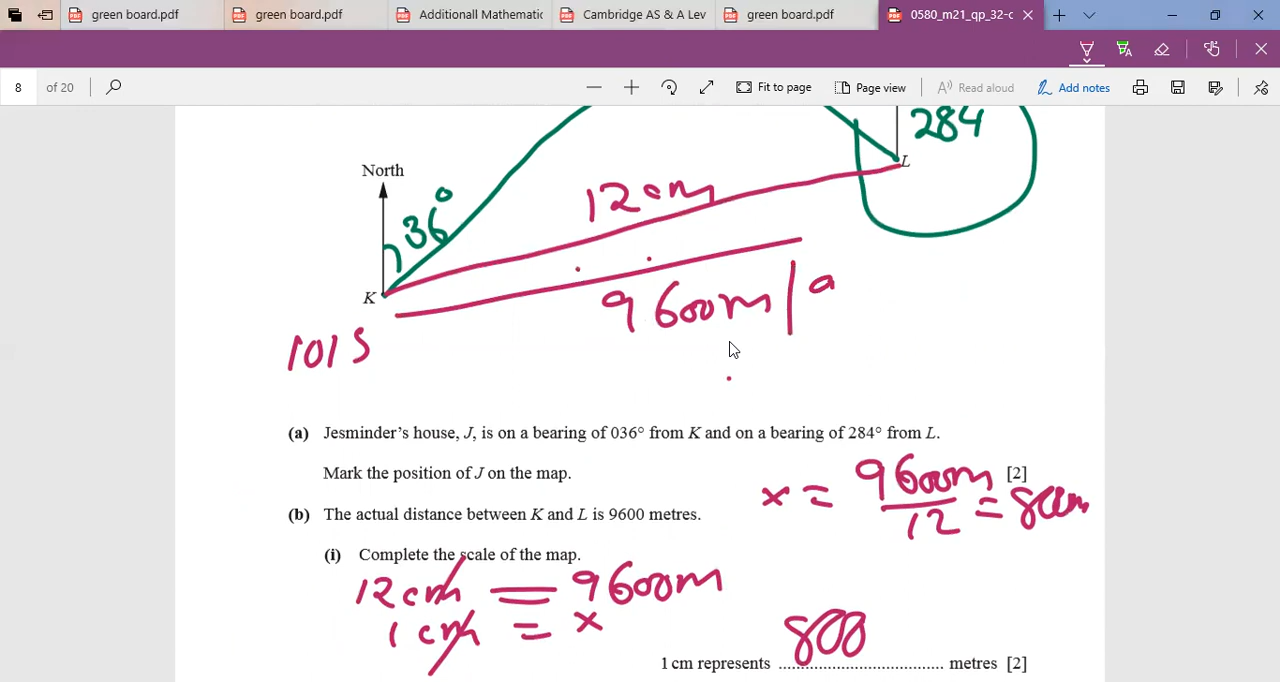 green board.pdf
green board.pdf
Additionall Mathematic
Cambridge AS & A Lev
green board.pdf
0580_m21_qp_32-c
8 of 20
Fit to page
Page view
Read aloud
Add notes
284
L
North
12cm
36°
K
9600m
101 S
(a) Jesminder's house, J, is on a bearing of 036° from K and on a bearing of 284° from L.
Mark the position of J on the map. [2]
x = 9600m / 12 = 800m
(b) The actual distance between K and L is 9600 metres.
(i) Complete the scale of the map.
12cm = 9600m
1 cm = x
1 cm represents 800 metres [2]